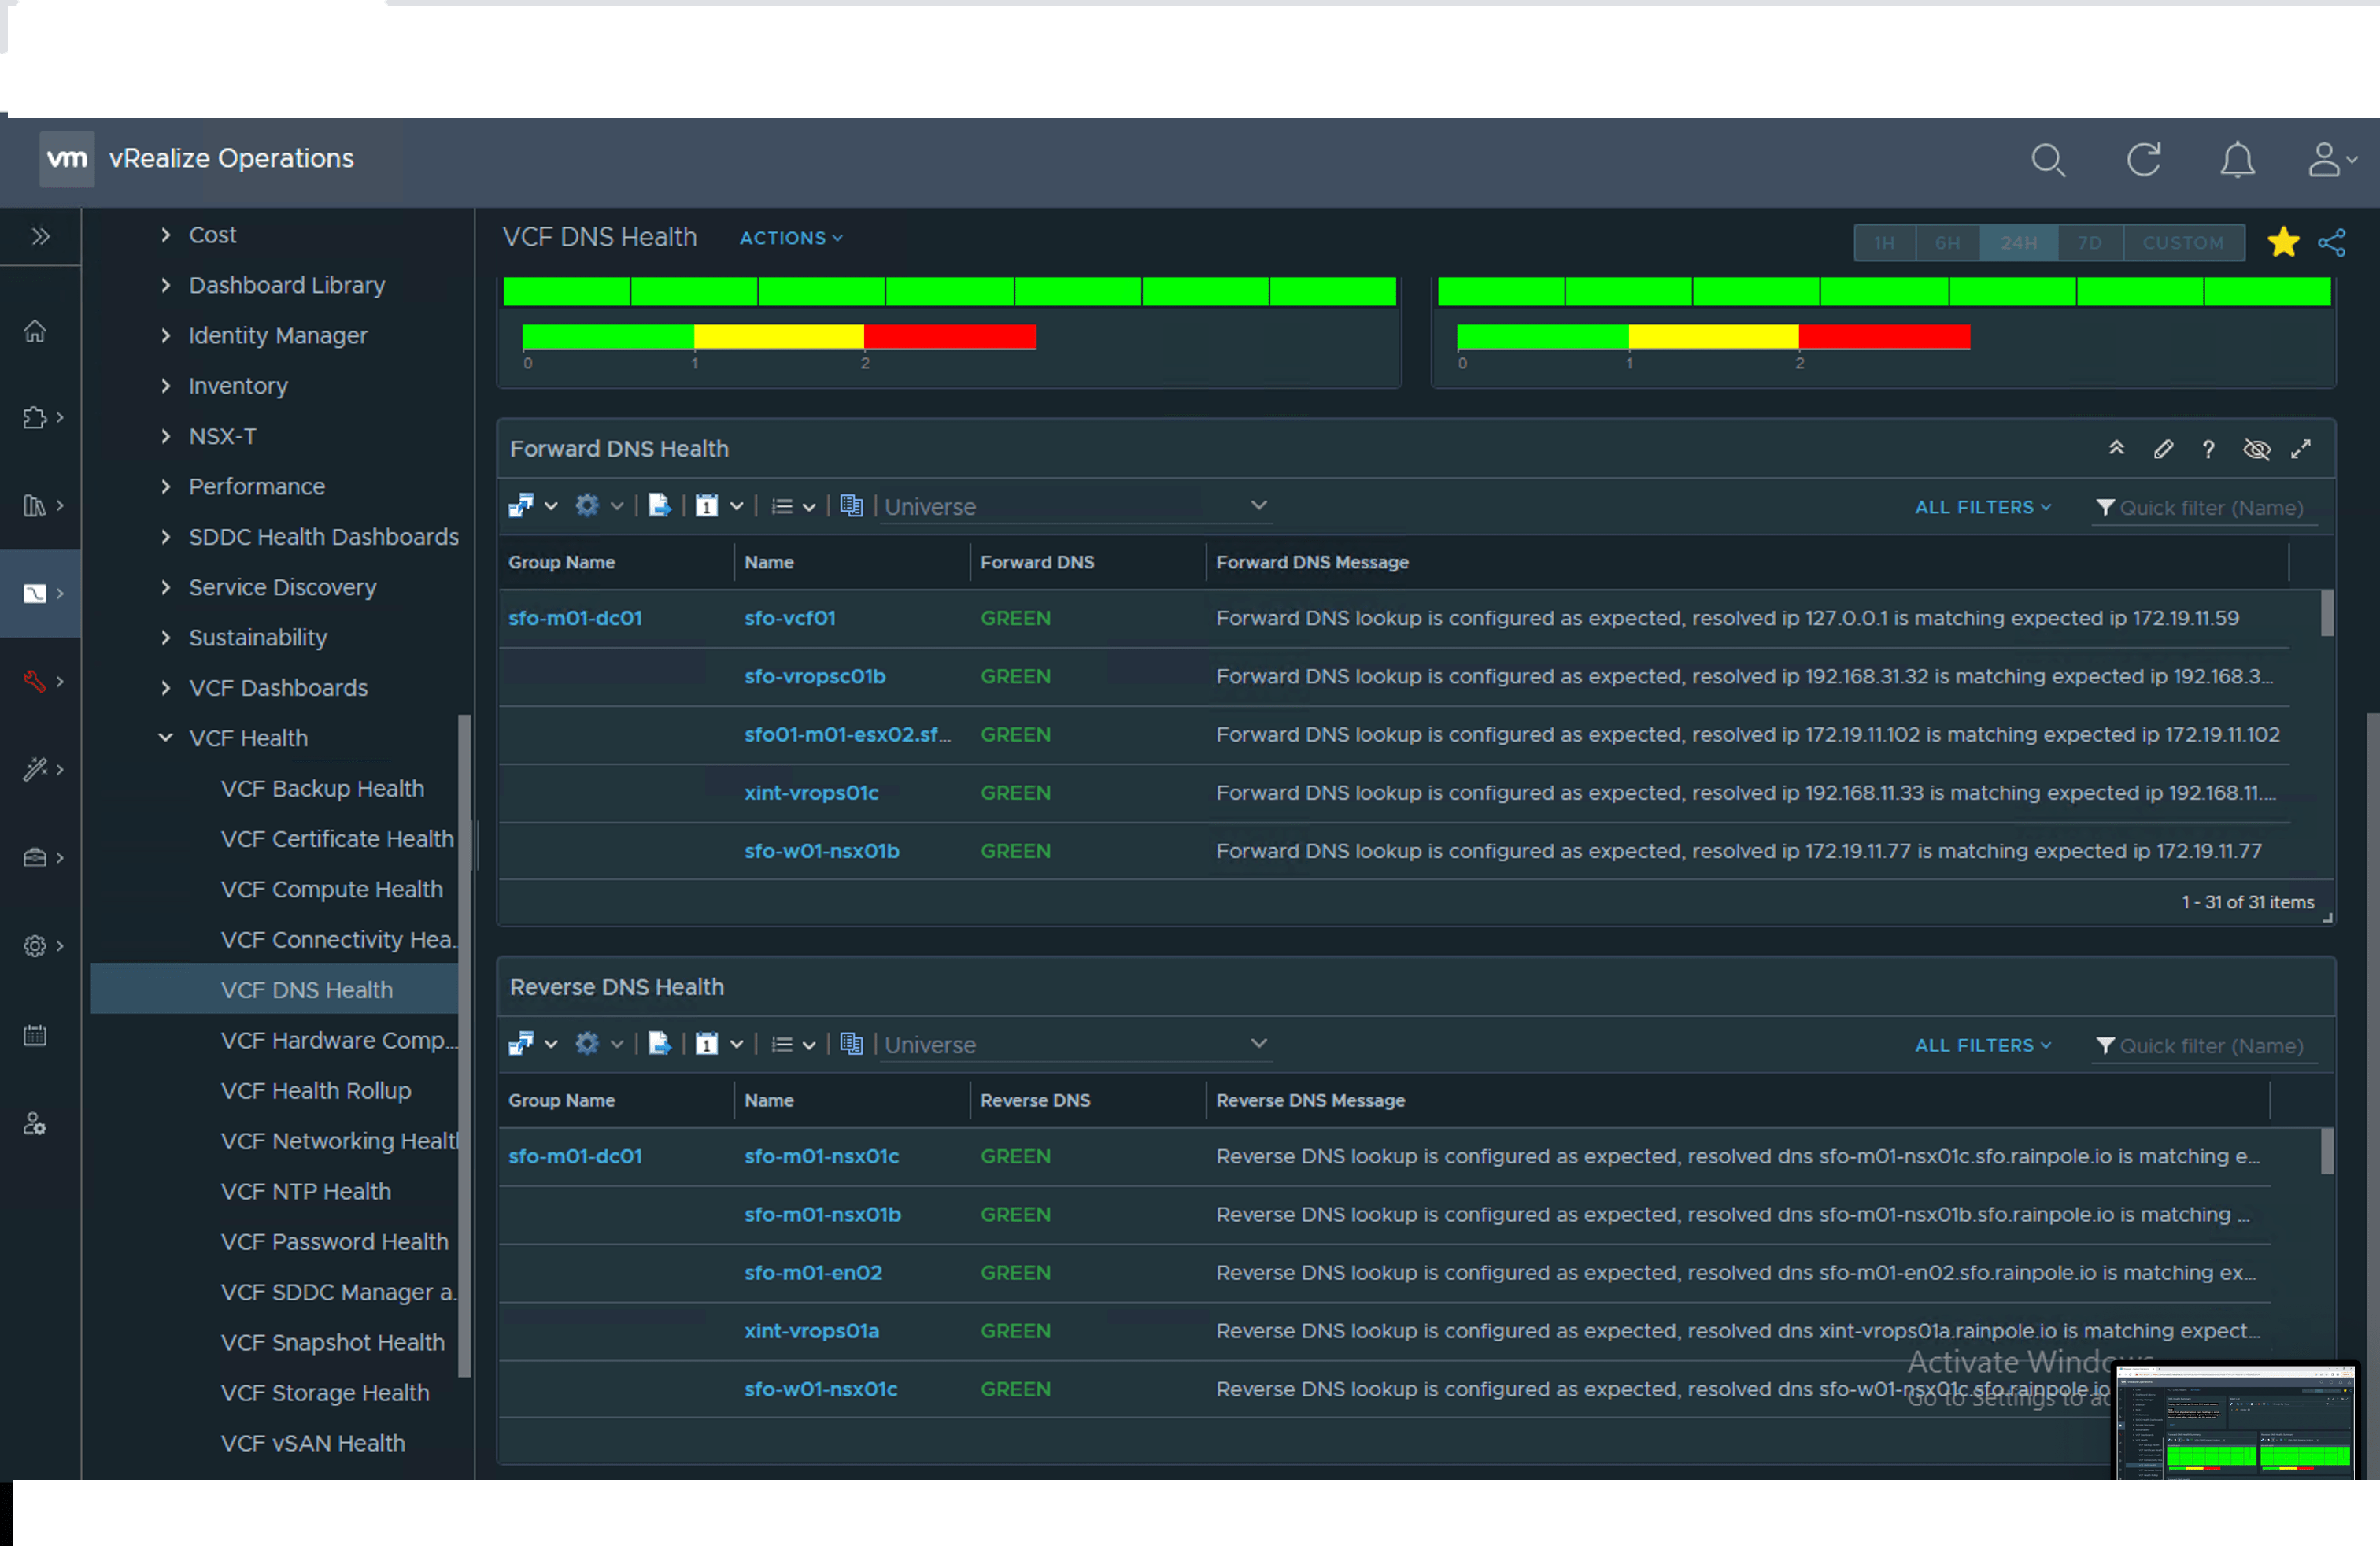 vm vRealize Operations
Cost
Dashboard Library
Identity Manager
Inventory
NSX-T
Performance
SDDC Health Dashboards
Service Discovery
Sustainability
VCF Dashboards
VCF Health
VCF Backup Health
VCF Certificate Health
VCF Compute Health
VCF Connectivity Hea..
VCF DNS Health
VCF Hardware Comp...
VCF Health Rollup
VCF Networking Healt
VCF NTP Health
VCF Password Health
VCF SDDC Manager a..
VCF Snapshot Health
VCF Storage Health
VCF vSAN Health
VCF DNS Health ACTIONS 1H 6H 24H 7D CUSTOM
0 1 2 0 1 2
Forward DNS Health ?
1 Universe ALL FILTERS Quick filter (Name)
Group Name Name Forward DNS Forward DNS Message
sfo-m01-dc01 sfo-vcf01 GREEN Forward DNS lookup is configured as expected, resolved ip 127.0.0.1 is matching expected ip 172.19.11.59
sfo-vropsc01b GREEN Forward DNS lookup is configured as expected, resolved ip 192.168.31.32 is matching expected ip 192.168.3...
sfo01-m01-esx02.sf... GREEN Forward DNS lookup is configured as expected, resolved ip 172.19.11.102 is matching expected ip 172.19.11.102
xint-vrops01c GREEN Forward DNS lookup is configured as expected, resolved ip 192.168.11.33 is matching expected ip 192.168.11....
sfo-w01-nsx01b GREEN Forward DNS lookup is configured as expected, resolved ip 172.19.11.77 is matching expected ip 172.19.11.77
1 - 31 of 31 items
Reverse DNS Health
1 Universe ALL FILTERS Quick filter (Name)
Group Name Name Reverse DNS Reverse DNS Message
sfo-m01-dc01 sfo-m01-nsx01c GREEN Reverse DNS lookup is configured as expected, resolved dns sfo-m01-nsx01c.sfo.rainpole.io is matching e...
sfo-m01-nsx01b GREEN Reverse DNS lookup is configured as expected, resolved dns sfo-m01-nsx01b.sfo.rainpole.io is matching ...
sfo-m01-en02 GREEN Reverse DNS lookup is configured as expected, resolved dns sfo-m01-en02.sfo.rainpole.io is matching ex...
xint-vrops01a GREEN Reverse DNS lookup is configured as expected, resolved dns xint-vrops01a.rainpole.io is matching expect...
sfo-w01-nsx01c GREEN Reverse DNS lookup is configured as expected, resolved dns sfo-w01-nsx01c.sfo.rainpole.io
Activate Windows
Go to Settings to ac